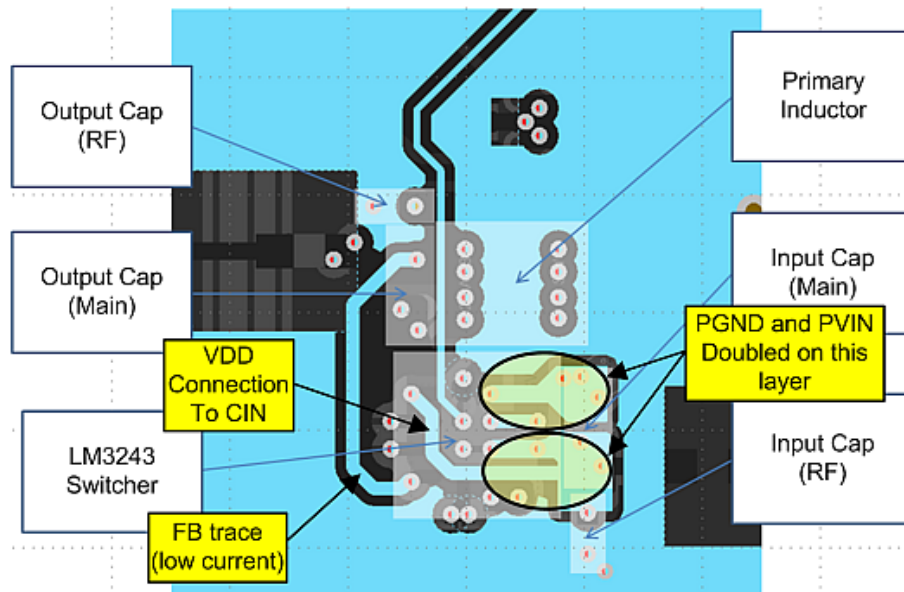 Output Cap
(RF)
Output Cap
(Main)
VDD
Connection
To CIN
LM3243
Switcher
FB trace
(low current)
Primary
Inductor
Input Cap
(Main)
PGND and PVIN
Doubled on this
layer
Input Cap
(RF)